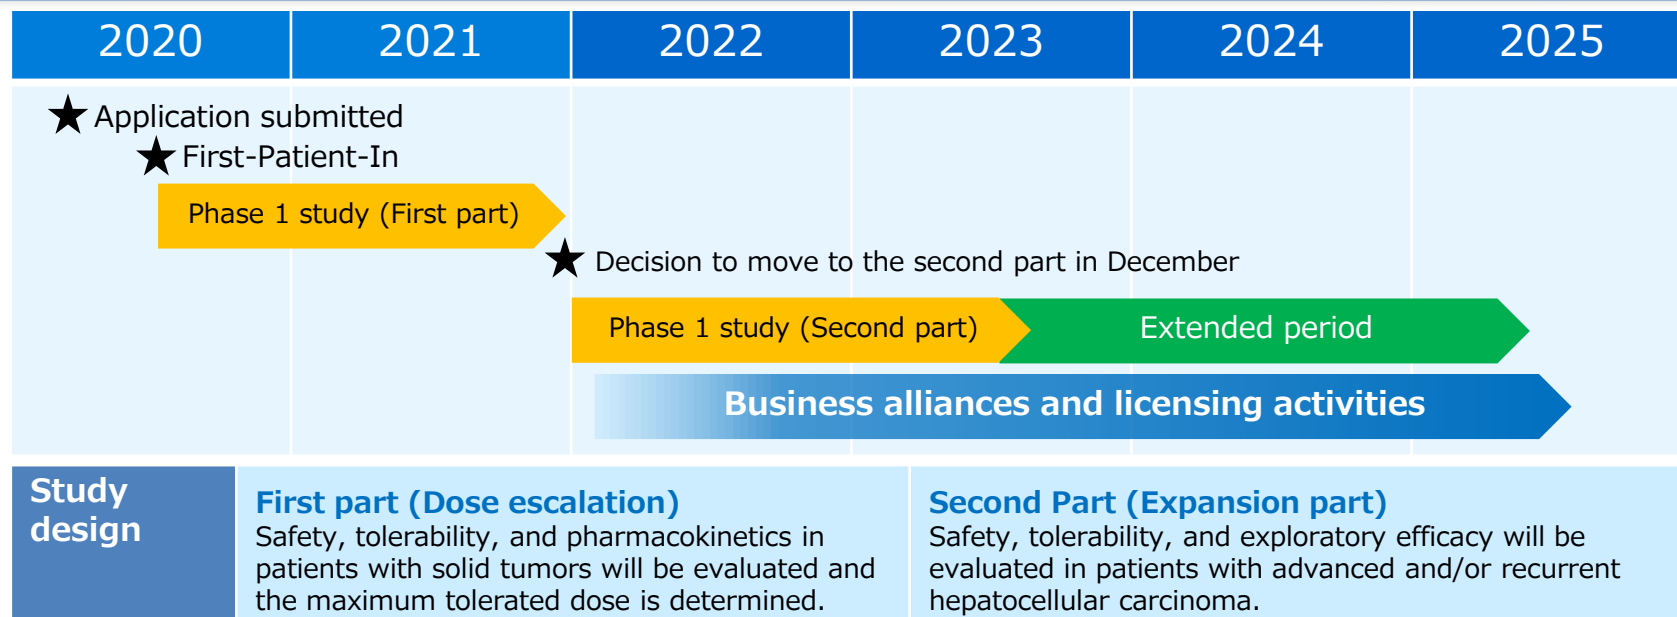 2020 2021 2022 2023 2024 2025
Application submitted
First-Patient-In
Phase 1 study (First part)
Decision to move to the second part in December
Phase 1 study (Second part) Extended period
Business alliances and licensing activities
Study
design
First part (Dose escalation)
Safety, tolerability, and pharmacokinetics in
patients with solid tumors will be evaluated and
the maximum tolerated dose is determined.
Second Part (Expansion part)
Safety, tolerability, and exploratory efficacy will be
evaluated in patients with advanced and/or recurrent
hepatocellular carcinoma.